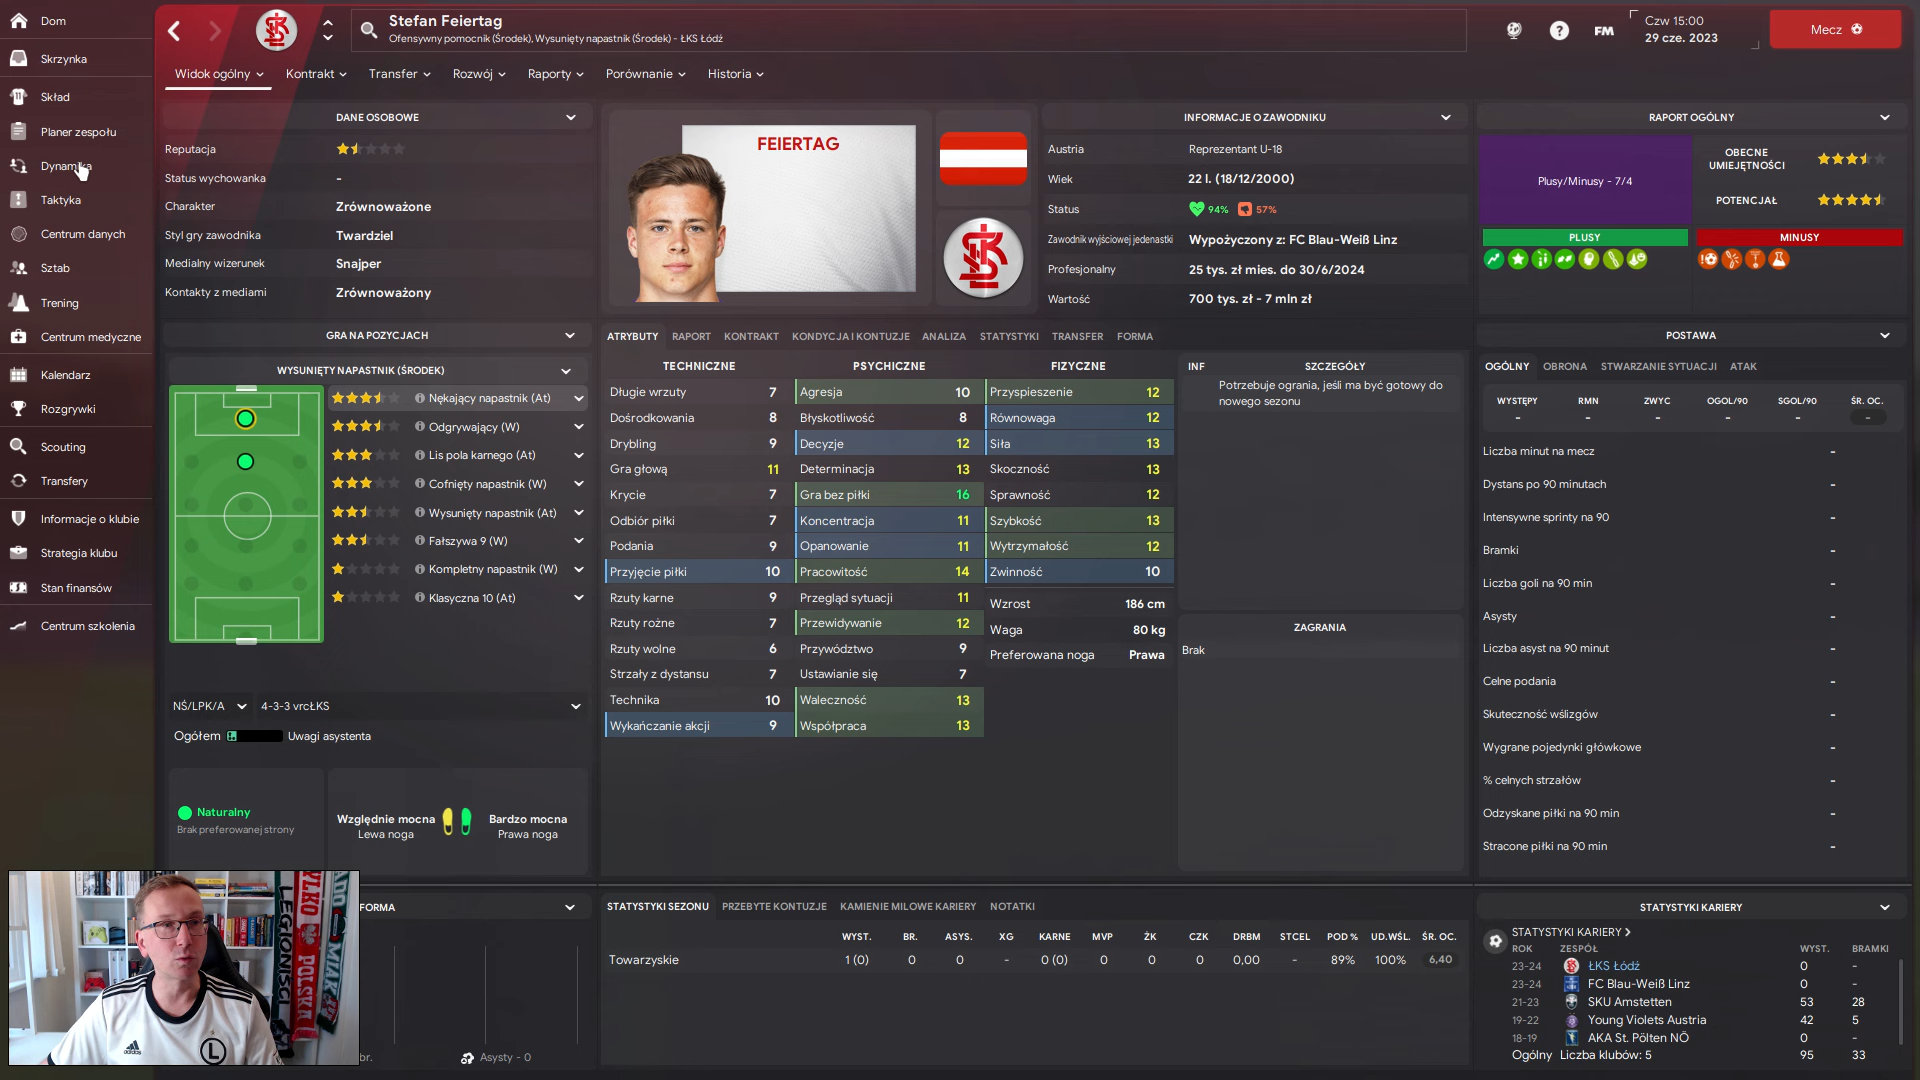 Dom
Skrzynka
Skład
Planer zespołu
Dynamika
Taktyka
Centrum danych
Sztab
Trening
Centrum medyczne
Kalendarz
Rozgrywki
Scouting
Transfery
Informacje o klubie
Strategia klubu
Stan finansów
Centrum szkolenia
Stefan Feiertag
Ofensywny pomocnik (Środek), Wysunięty napastnik (Środek) - ŁKS Łódź
FM
Czw 15:00
29 cze. 2023
Mecz
Widok ogólny Kontrakt Transfer Rozwój Raporty Porównanie Historia
DANE OSOBOWE
Reputacja
Status wychowanka -
Charakter Zrównoważone
Styl gry zawodnika Twardziel
Medialny wizerunek Snajper
Kontakty z mediami Zrównoważony
FEIERTAG
INFORMACJE O ZAWODNIKU
Austria Reprezentant U-18
Wiek 22 l. (18/12/2000)
Status 94% 57%
Zawodnik wyjściowej jedenastki Wypożyczony z: FC Blau-Weiß Linz
Profesjonalny 25 tys. zł mies. do 30/6/2024
Wartość 700 tys. zł - 7 mln zł
RAPORT OGÓLNY
Plusy/Minusy - 7/4
OBECNE
UMIEJĘTNOŚCI
POTENCJAŁ
PLUSY MINUSY
GRA NA POZYCJACH
WYSUNIĘTY NAPASTNIK (ŚRODEK)
Nękający napastnik (At)
Odgrywający (W)
Lis pola karnego (At)
Cofnięty napastnik (W)
Wysunięty napastnik (At)
Fałszywa 9 (W)
Kompletny napastnik (W)
Klasyczna 10 (At)
NŚ/LPK/A 4-3-3 vrcŁKS
Ogółem Uwagi asystenta
Naturalny
Brak preferowanej strony
Względnie mocna
Lewa noga
Bardzo mocna
Prawa noga
ATRYBUTY RAPORT KONTRAKT KONDYCJA I KONTUZJE ANALIZA STATYSTYKI TRANSFER FORMA
TECHNICZNE
Długie wrzuty 7
Dośrodkowania 8
Drybling 9
Gra głową 11
Krycie 7
Odbiór piłki 7
Podania 9
Przyjęcie piłki 10
Rzuty karne 9
Rzuty rożne 7
Rzuty wolne 6
Strzały z dystansu 7
Technika 10
Wykańczanie akcji 9
PSYCHICZNE
Agresja 10
Błyskotliwość 8
Decyzje 12
Determinacja 13
Gra bez piłki 16
Koncentracja 11
Opanowanie 11
Pracowitość 14
Przegląd sytuacji 11
Przewidywanie 12
Przywództwo 9
Ustawianie się 7
Waleczność 13
Współpraca 13
FIZYCZNE
Przyspieszenie 12
Równowaga 12
Siła 13
Skoczność 13
Sprawność 12
Szybkość 13
Wytrzymałość 12
Zwinność 10
Wzrost 186 cm
Waga 80 kg
Preferowana noga Prawa
INF SZCZEGÓŁY
Potrzebuje ogrania, jeśli ma być gotowy do
nowego sezonu
ZAGRANIA
Brak
POSTAWA
OGÓLNY OBRONA STWARZANIE SYTUACJI ATAK
WYSTĘPY RMN ZWYC OGOL/90 SGOL/90 ŚR. OC.
- - - - - -
Liczba minut na mecz -
Dystans po 90 minutach -
Intensywne sprinty na 90 -
Bramki -
Liczba goli na 90 min -
Asysty -
Liczba asyst na 90 minut -
Celne podania -
Skuteczność wślizgów -
Wygrane pojedynki główkowe -
% celnych strzałów -
Odzyskane piłki na 90 min -
Stracone piłki na 90 min -
FORMA
br. Asysty - 0
LEGIONIŚCI
L
STATYSTYKI SEZONU PRZEBYTE KONTUZJE KAMIENIE MILOWE KARIERY NOTATKI
WYST. BR. ASYS. XG KARNE MVP ŻK CZK DRBM STCEL POD % UD.WŚL. ŚR. OC.
Towarzyskie 1 (0) 0 0 - 0 (0) 0 0 0 0,00 - 89% 100% 6,40
STATYSTYKI KARIERY
STATYSTYKI KARIERY
ROK ZESPÓŁ WYST. BRAMKI
23-24 ŁKS Łódź 0 -
23-24 FC Blau-Weiß Linz 0 -
21-23 SKU Amstetten 53 28
19-22 Young Violets Austria 42 5
18-19 AKA St. Pölten NÖ 0 -
Ogólny Liczba klubów: 5 95 33